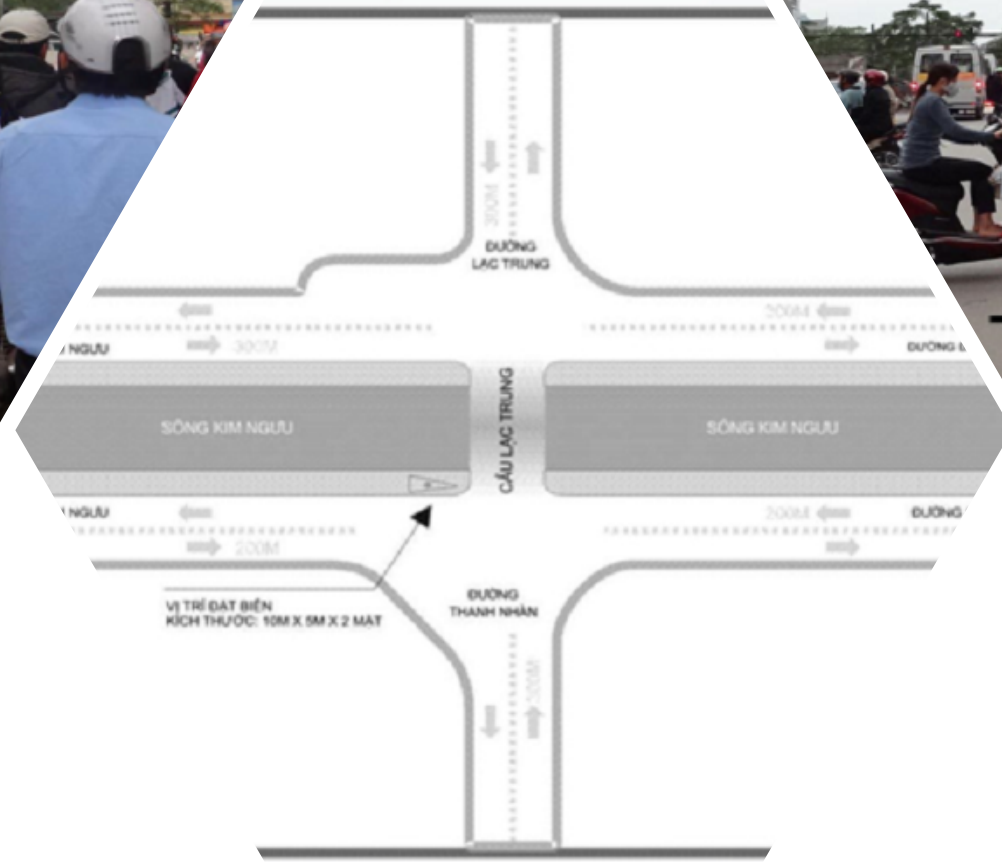 300M
ĐƯỜNG
LẠC TRUNG
200M
300M
NGƯU
ĐƯỜNG
SÔNG KIM NGƯU
CẦU LẠC TRUNG
SÔNG KIM NGƯU
NGƯU
200M
ĐƯỜNG
200M
VỊ TRÍ ĐẶT BIỂN
KÍCH THƯỚC: 10M X 5M X 2 MẶT
ĐƯỜNG
THANH NHÀN
300M